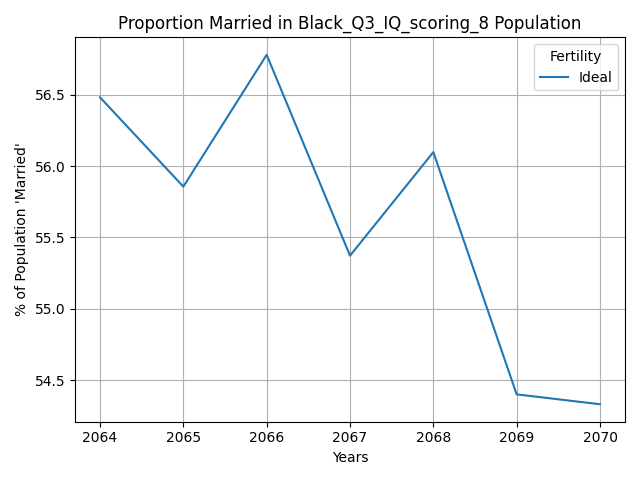 Proportion Married in Black_Q3_IQ_scoring_8 Population
Fertility
Ideal
% of Population 'Married'
56.5
56.0
55.5
55.0
54.5
2064 2065 2066 2067 2068 2069 2070
Years